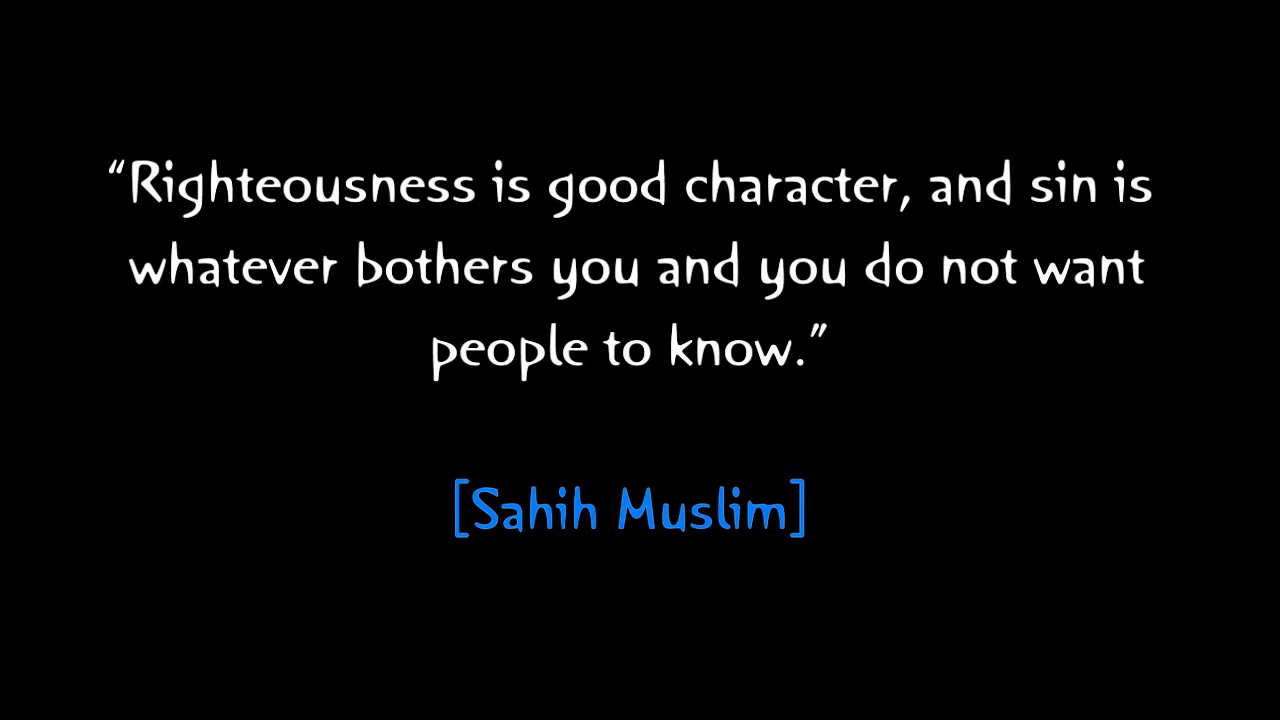 “Righteousness is good character, and sin is
whatever bothers you and you do not want
people to know.”
[Sahih Muslim]